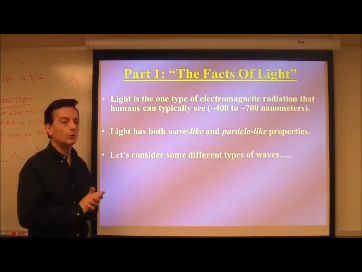 Part 1: "The Facts Of Light"
• Light is the one type of electromagnetic radiation that
humans can typically see (~400 to ~700 nanometers).
• Light has both wave-like and particle-like properties.
• Let's consider some different types of waves….